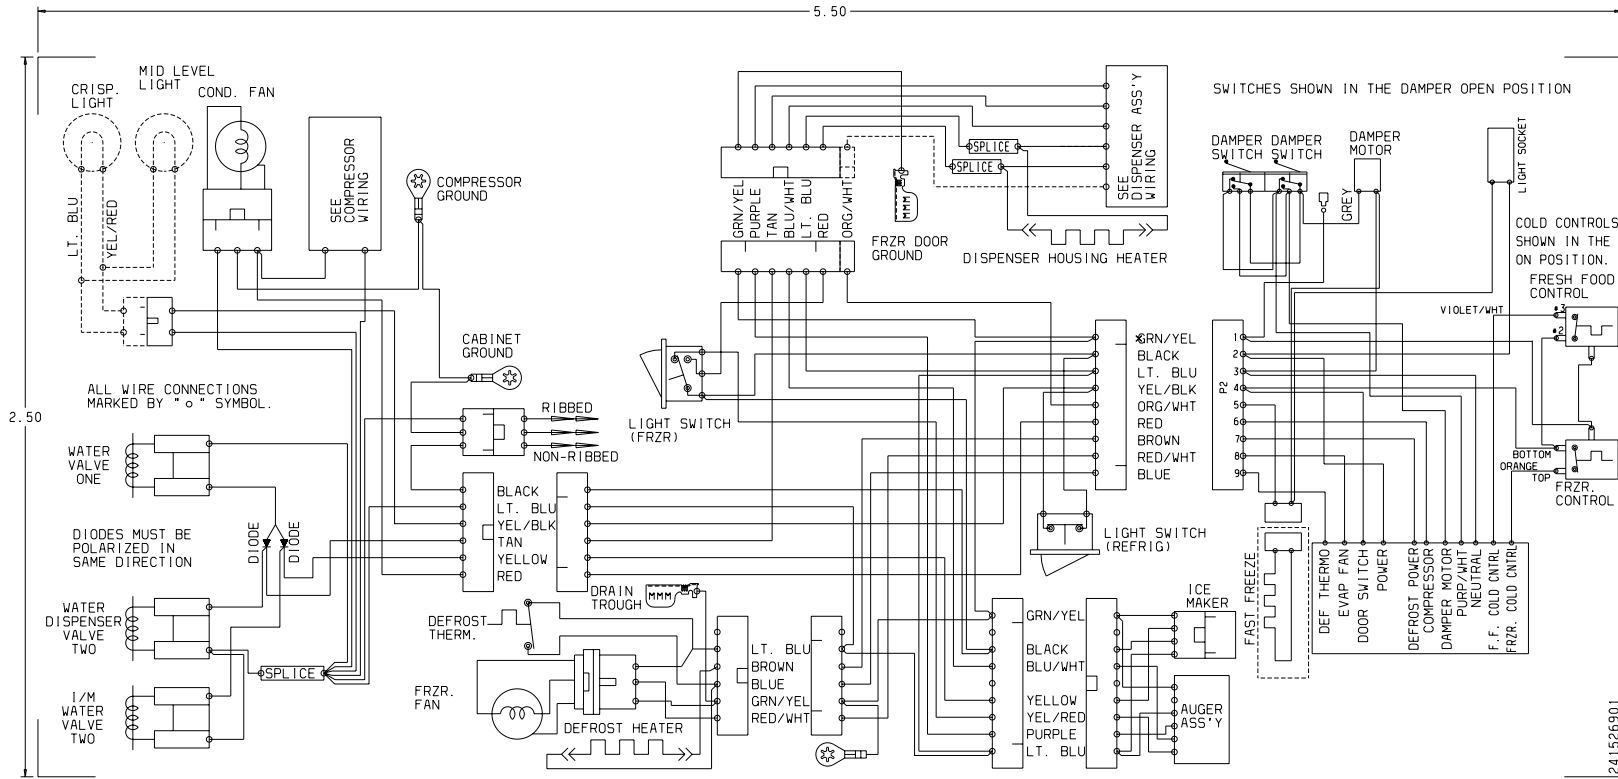 5.50
2.50
CRISP.
LIGHT
MID LEVEL
LIGHT
COND. FAN
LT. BLU
YEL/RED
SEE
COMPRESSOR
WIRING
COMPRESSOR
GROUND
CABINET
GROUND
ALL WIRE CONNECTIONS
MARKED BY " o " SYMBOL.
WATER
VALVE
ONE
DIODES MUST BE
POLARIZED IN
SAME DIRECTION
DIODE
DIODE
WATER
DISPENSER
VALVE
TWO
I/M
WATER
VALVE
TWO
SPLICE
RIBBED
NON-RIBBED
BLACK
LT. BLU
YEL/BLK
TAN
YELLOW
RED
DRAIN
TROUGH
DEFROST
THERM.
FRZR.
FAN
DEFROST HEATER
LT. BLU
BROWN
BLUE
GRN/YEL
RED/WHT
GRN/YEL
PURPLE
TAN
BLU/WHT
LT. BLU
RED
ORG/WHT
SPLICE
SPLICE
SEE
DISPENSER ASS'Y
WIRING
FRZR DOOR
GROUND
DISPENSER HOUSING HEATER
LIGHT SWITCH
(FRZR)
GRN/YEL
BLACK
LT. BLU
YEL/BLK
ORG/WHT
RED
BROWN
RED/WHT
BLUE
P2
1
2
3
4
5
6
7
8
9
LIGHT SWITCH
(REFRIG)
GRN/YEL
BLACK
BLU/WHT
YELLOW
YEL/RED
PURPLE
LT. BLU
ICE
MAKER
AUGER
ASS'Y
SWITCHES SHOWN IN THE DAMPER OPEN POSITION
DAMPER
SWITCH
DAMPER
SWITCH
DAMPER
MOTOR
GREY
LIGHT SOCKET
COLD CONTROLS
SHOWN IN THE
ON POSITION.
FRESH FOOD
CONTROL
VIOLET/WHT
3
2
BOTTOM
ORANGE
TOP
FRZR.
CONTROL
FAST FREEZE
DEF THERMO
EVAP FAN
DOOR SWITCH
POWER
DEFROST POWER
COMPRESSOR
DAMPER MOTOR
PURP/WHT
NEUTRAL
F.F. COLD CNTRL
FRZR. COLD CNTRL
241526901